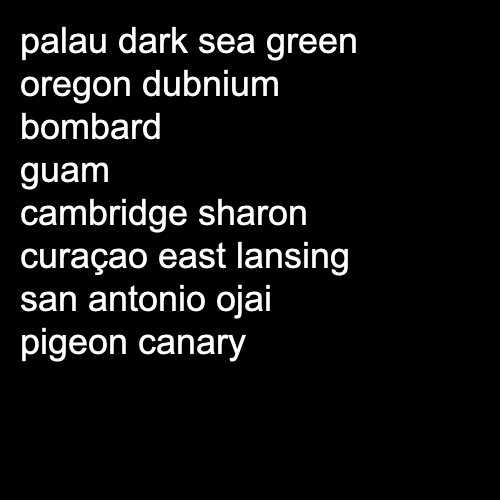 palau dark sea green
oregon dubnium
bombard
guam
cambridge sharon
curaçao east lansing
san antonio ojai
pigeon canary